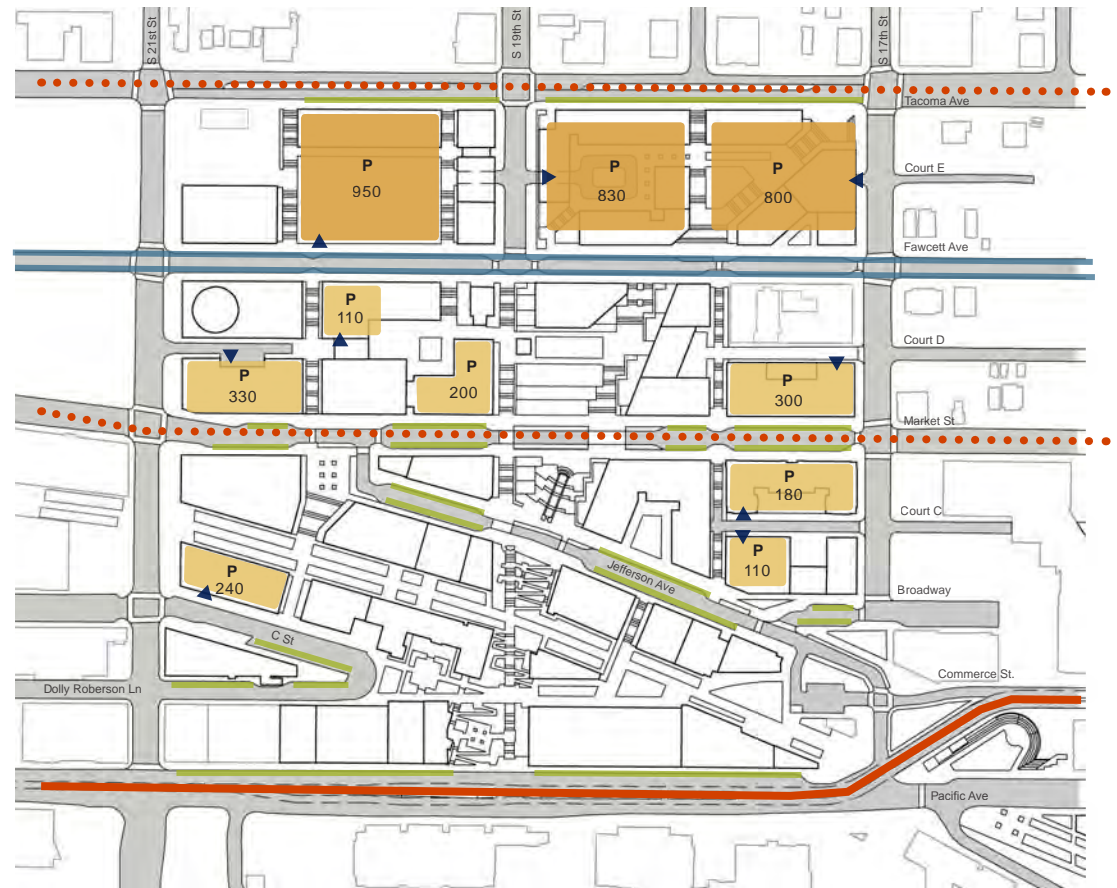 S 21st St
S 19th St
S 17th St
Tacoma Ave
P
950
P
830
P
800
Court E
Fawcett Ave
P
110
Court D
P
330
P
200
P
300
Market St
P
180
Court C
P
110
Jefferson Ave
P
240
Broadway
C St
Commerce St.
Dolly Roberson Ln
Pacific Ave